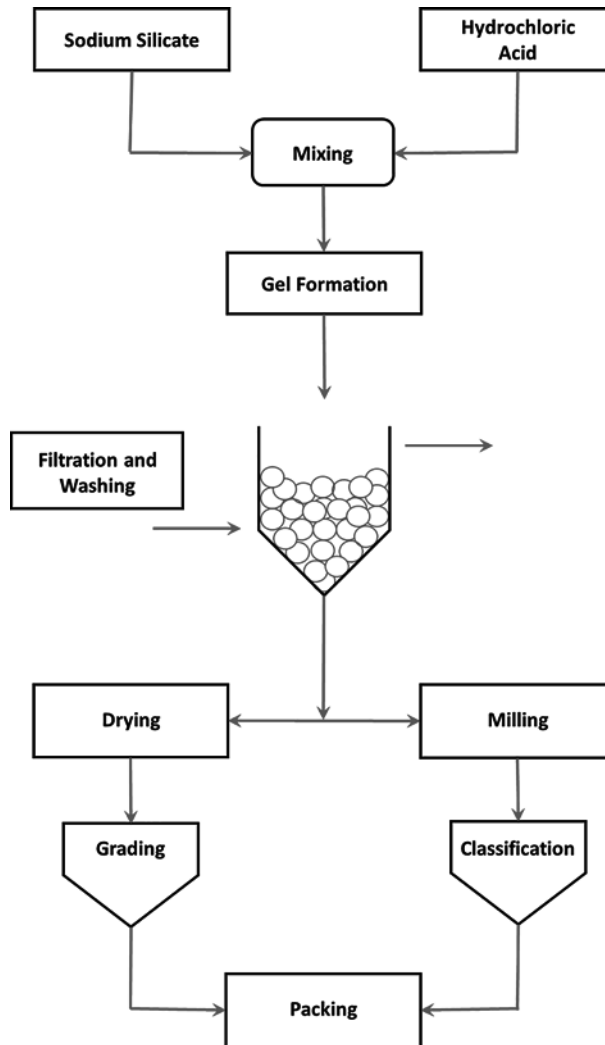 Sodium Silicate
Hydrochloric
Acid
Mixing
Gel Formation
Filtration and
Washing
Drying
Milling
Grading
Classification
Packing